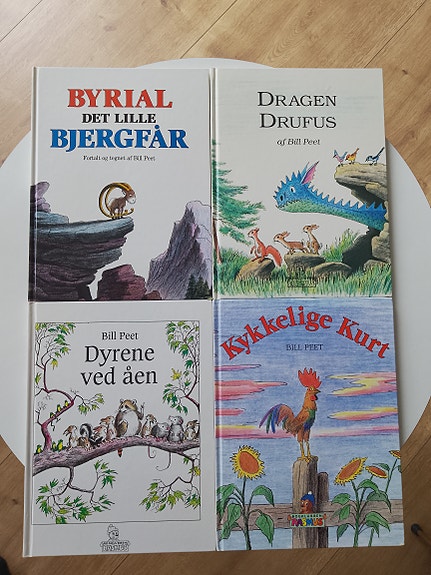 BYRIAL
DET LILLE
BJERGFÅR
Fortalt og tegnet af Bill Peet
DRAGEN
DRUFUS
af Bill Peet
Bill Peet
Dyrene
ved åen
Kykkelige Kurt
BILL PEET